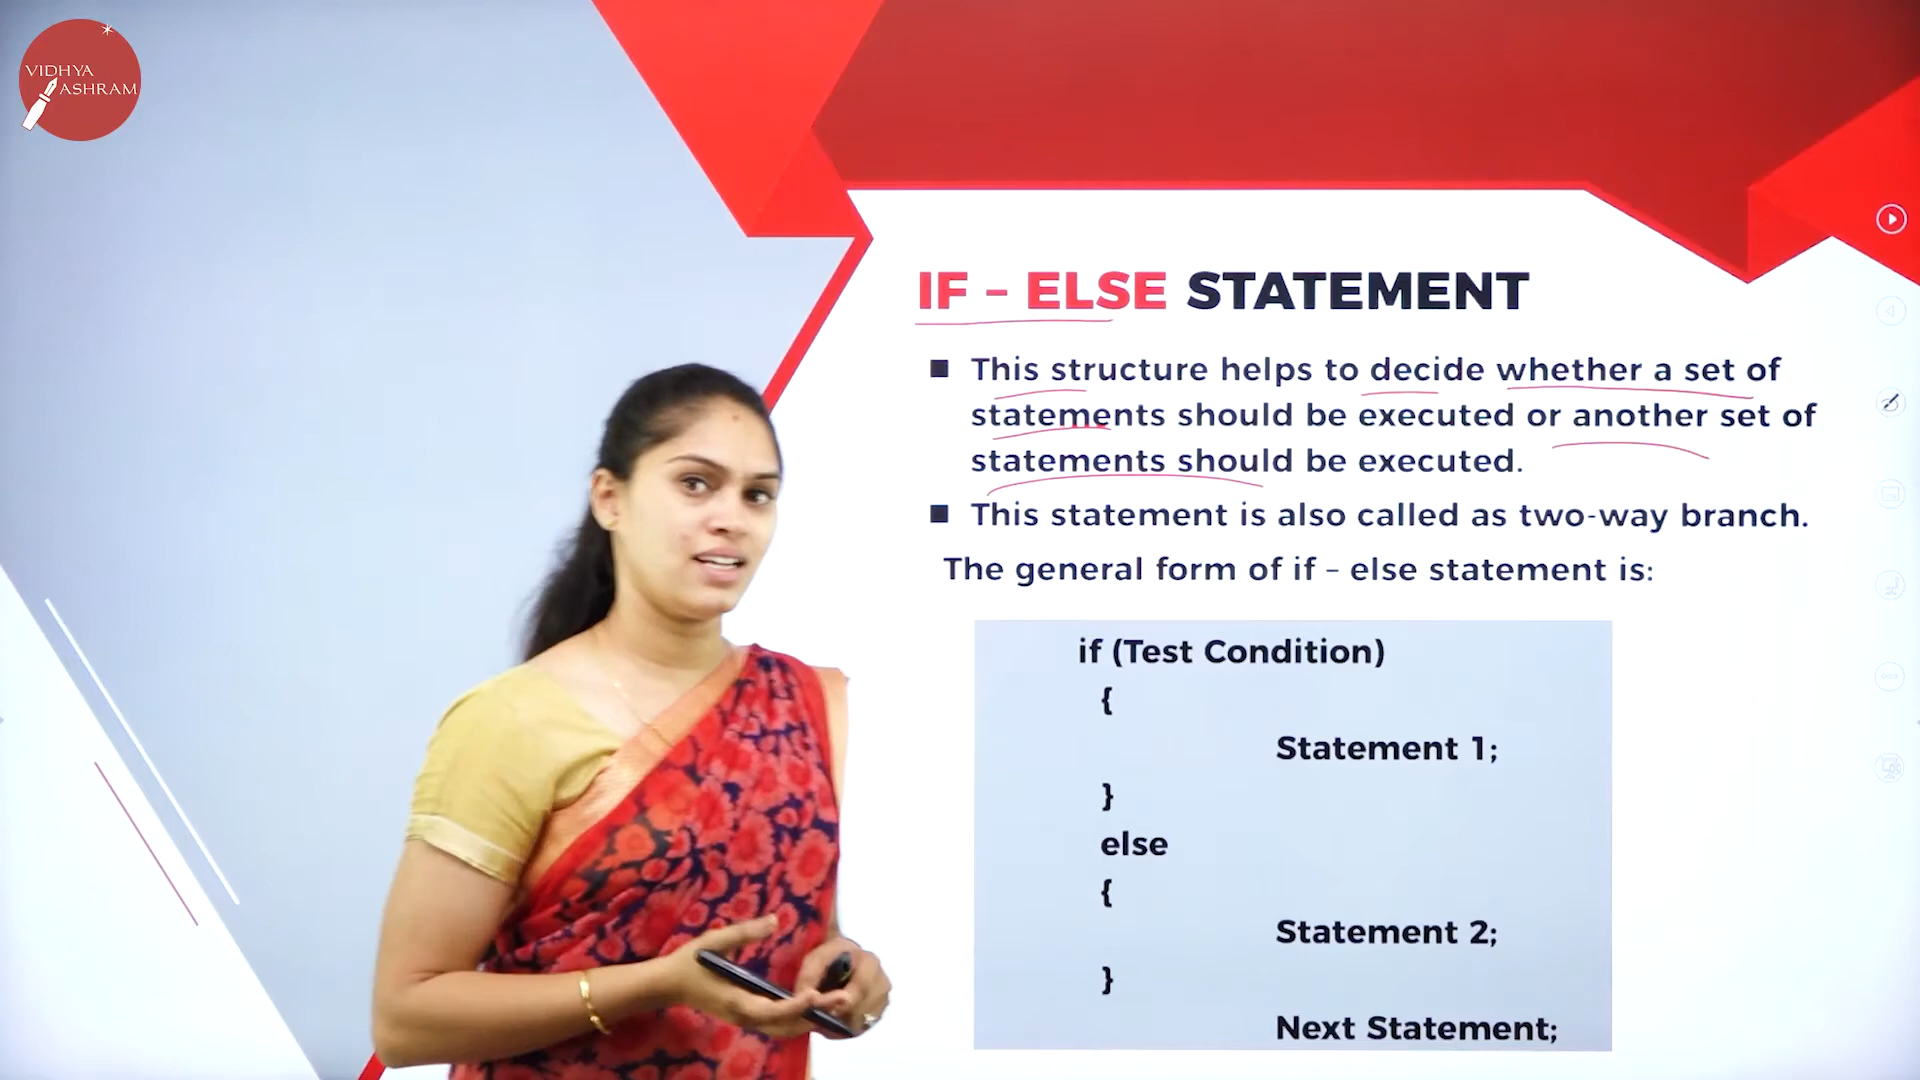 VIDHYA
ASHRAM
IF – ELSE STATEMENT
■ This structure helps to decide whether a set of
statements should be executed or another set of
statements should be executed.
■ This statement is also called as two-way branch.
The general form of if – else statement is:
if (Test Condition)
{
Statement 1;
}
else
{
Statement 2;
}
Next Statement;